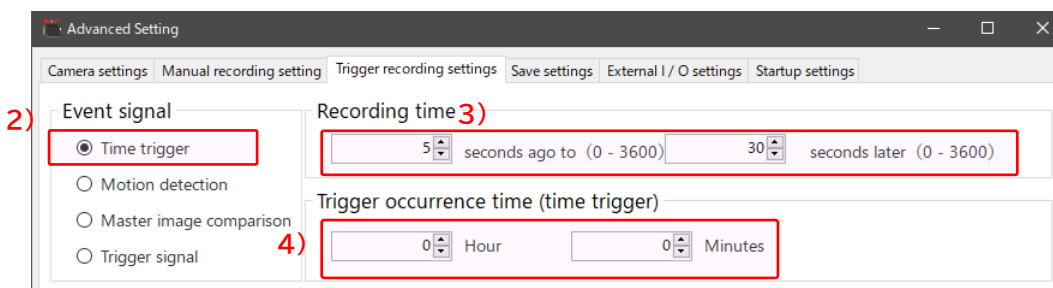 Advanced Setting
Camera settings Manual recording setting Trigger recording settings Save settings External I / O settings Startup settings
2)
Event signal
Time trigger
Motion detection
Master image comparison
Trigger signal
Recording time 3)
5 seconds ago to (0 - 3600) 30 seconds later (0 - 3600)
Trigger occurrence time (time trigger)
4)
0 Hour 0 Minutes